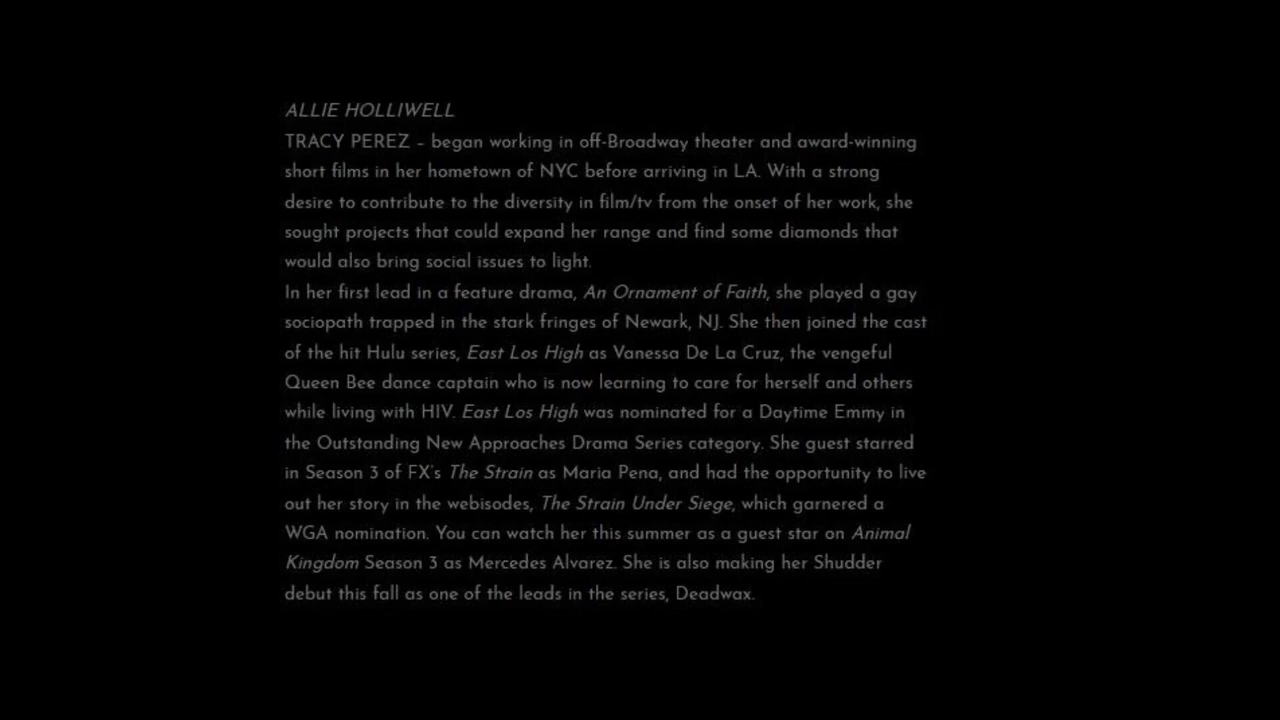 ALLIE HOLLIWELL
TRACY PEREZ – began working in off-Broadway theater and award-winning
short films in her hometown of NYC before arriving in LA. With a strong
desire to contribute to the diversity in film/tv from the onset of her work, she
sought projects that could expand her range and find some diamonds that
would also bring social issues to light.
In her first lead in a feature drama, An Ornament of Faith, she played a gay
sociopath trapped in the stark fringes of Newark, NJ. She then joined the cast
of the hit Hulu series, East Los High as Vanessa De La Cruz, the vengeful
Queen Bee dance captain who is now learning to care for herself and others
while living with HIV. East Los High was nominated for a Daytime Emmy in
the Outstanding New Approaches Drama Series category. She guest starred
in Season 3 of FX's The Strain as Maria Pena, and had the opportunity to live
out her story in the webisodes, The Strain Under Siege, which garnered a
WGA nomination. You can watch her this summer as a guest star on Animal
Kingdom Season 3 as Mercedes Alvarez. She is also making her Shudder
debut this fall as one of the leads in the series, Deadwax.